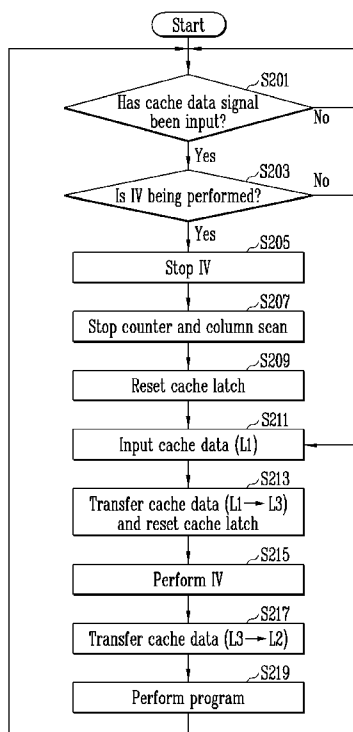 Start
S201
Has cache data signal
been input?
No
Yes
S203
Is IV being performed?
No
Yes
S205
Stop IV
S207
Stop counter and column scan
S209
Reset cache latch
S211
Input cache data (L1)
S213
Transfer cache data (L1→L3)
and reset cache latch
S215
Perform IV
S217
Transfer cache data (L3→L2)
S219
Perform program